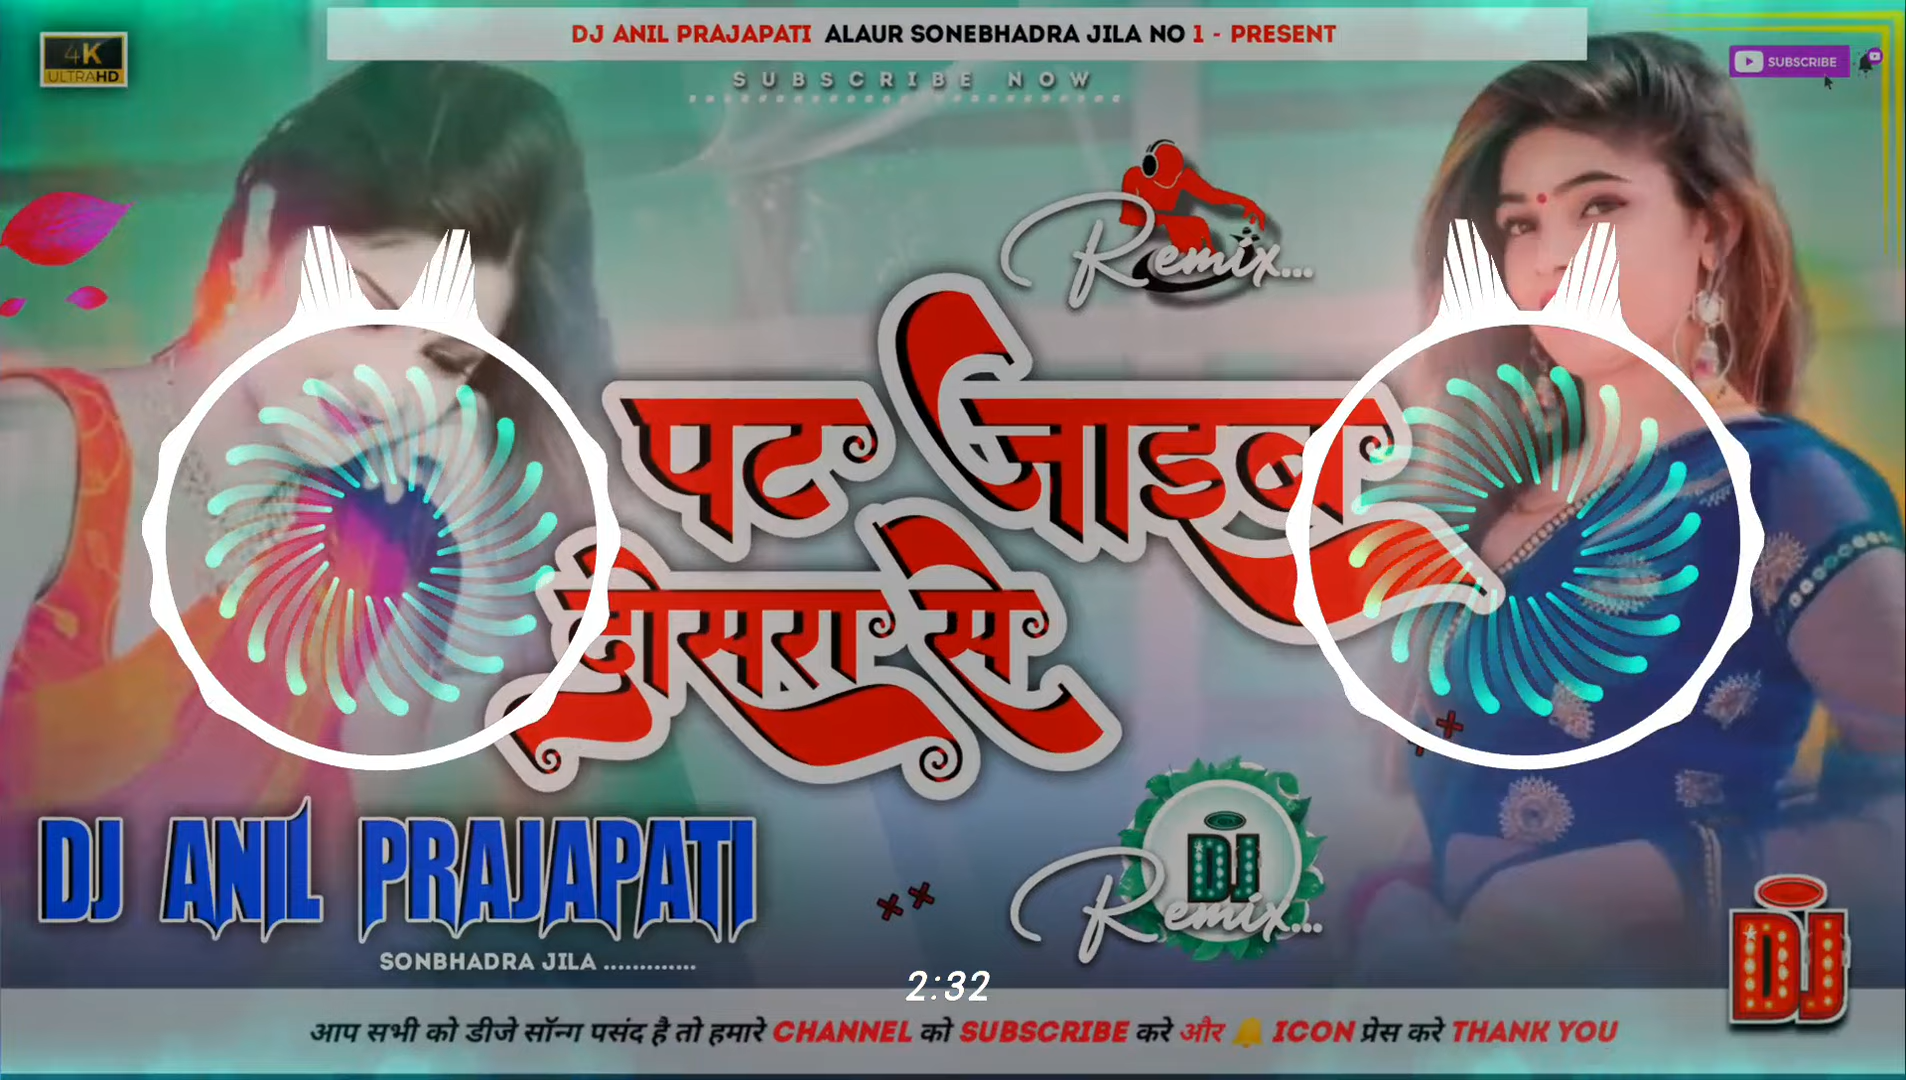 DJ ANIL PRAJAPATI ALAUR SONEBHADRA JILA NO 1 - PRESENT
4K
ULTRAHD
SUBSCRIBE
SUBSCRIBE NOW
Remix...
पट जाइबा
दोसरा से
DJ ANIL PRAJAPATI
SONBHADRA JILA .............
DJ
Remix...
DJ
2:32
आप सभी को डीजे सॉन्ग पसंद है तो हमारे CHANNEL को SUBSCRIBE करे और 🔔 ICON प्रेस करे THANK YOU